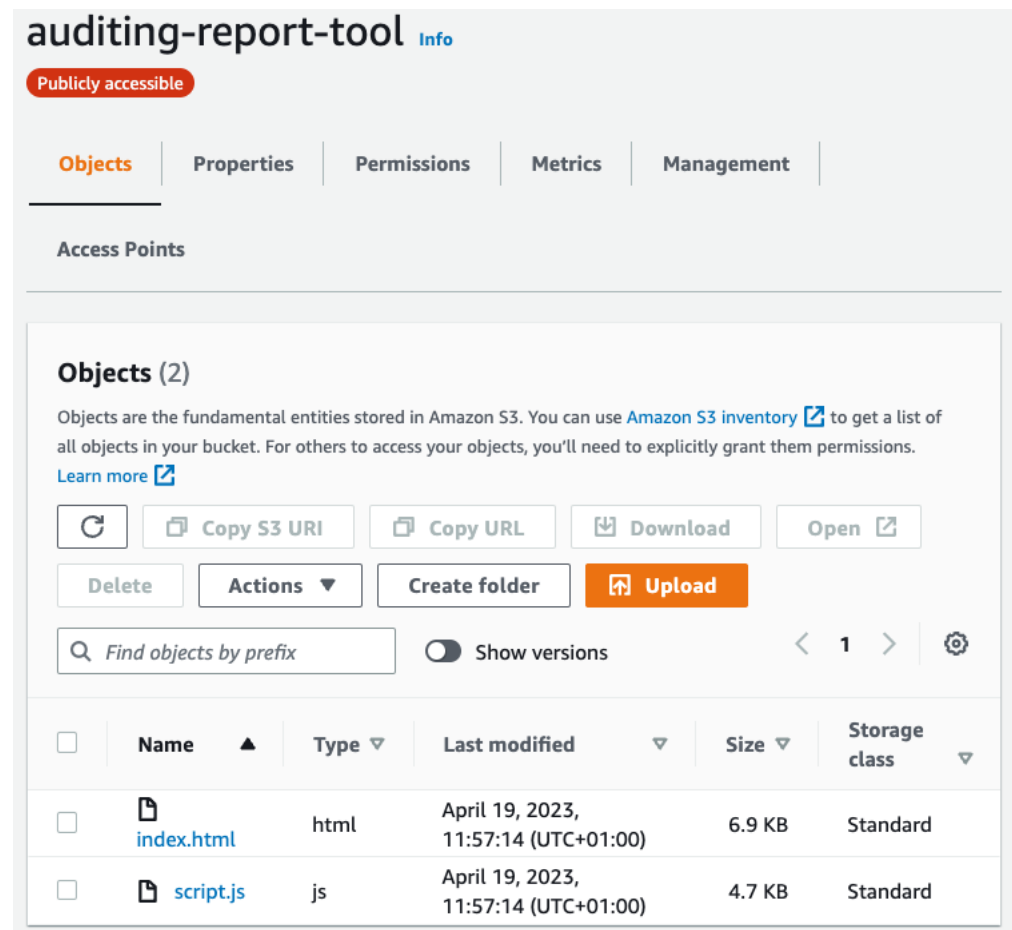 auditing-report-tool Info
Publicly accessible
Objects Properties Permissions Metrics Management
Access Points
Objects (2)
Objects are the fundamental entities stored in Amazon S3. You can use Amazon S3 inventory to get a list of
all objects in your bucket. For others to access your objects, you'll need to explicitly grant them permissions.
Learn more
Copy S3 URI Copy URL Download Open
Delete Actions Create folder Upload
Find objects by prefix Show versions 1
Name Type Last modified Size Storage class
index.html html April 19, 2023, 11:57:14 (UTC+01:00) 6.9 KB Standard
script.js js April 19, 2023, 11:57:14 (UTC+01:00) 4.7 KB Standard